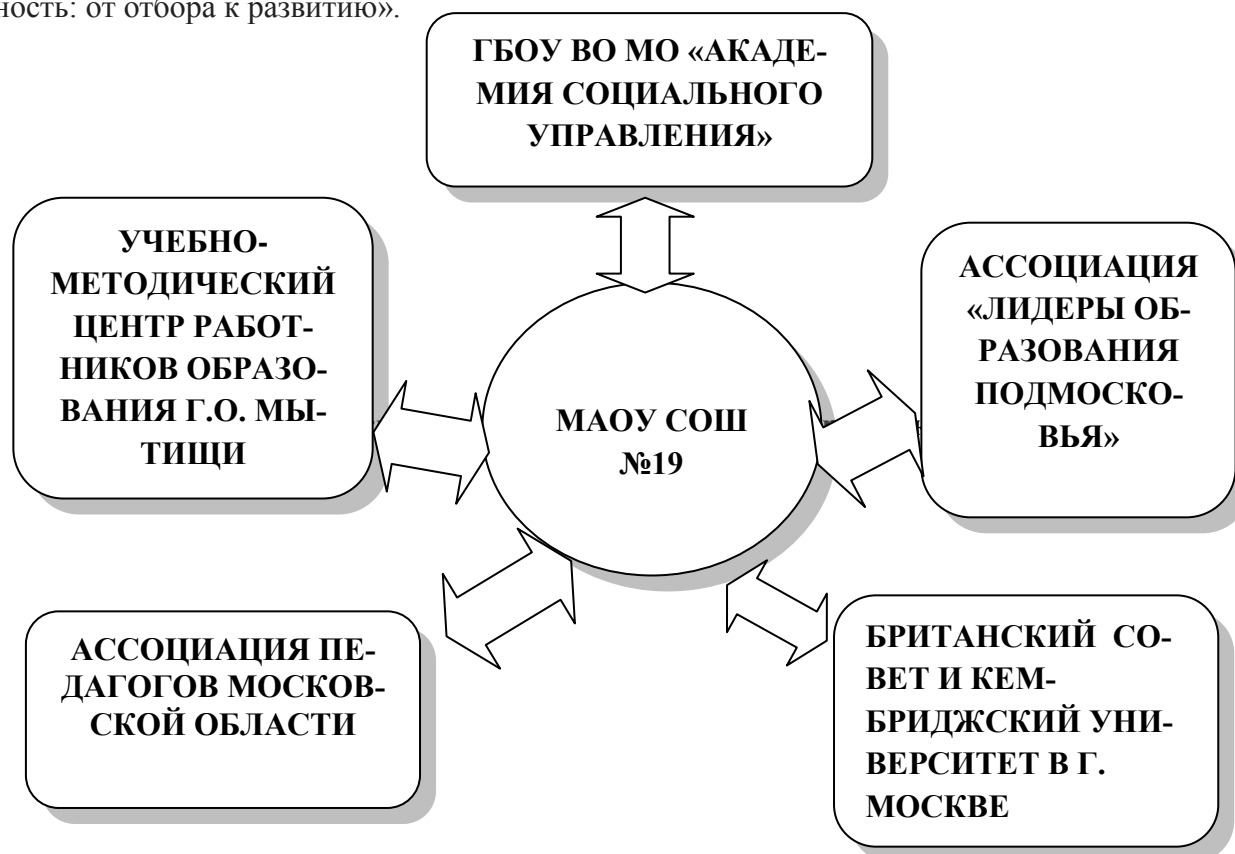 ность: от отбора к развитию».
ГБОУ ВО МО «АКАДЕ-
МИЯ СОЦИАЛЬНОГО
УПРАВЛЕНИЯ»
УЧЕБНО-
МЕТОДИЧЕСКИЙ
ЦЕНТР РАБОТ-
НИКОВ ОБРАЗО-
ВАНИЯ Г.О. МЫ-
ТИЩИ
АССОЦИАЦИЯ
«ЛИДЕРЫ ОБ-
РАЗОВАНИЯ
ПОДМОСКО-
ВЬЯ»
МАОУ СОШ
№19
АССОЦИАЦИЯ ПЕ-
ДАГОГОВ МОСКОВ-
СКОЙ ОБЛАСТИ
БРИТАНСКИЙ СО-
ВЕТ И КЕМ-
БРИДЖСКИЙ УНИ-
ВЕРСИТЕТ В Г.
МОСКВЕ